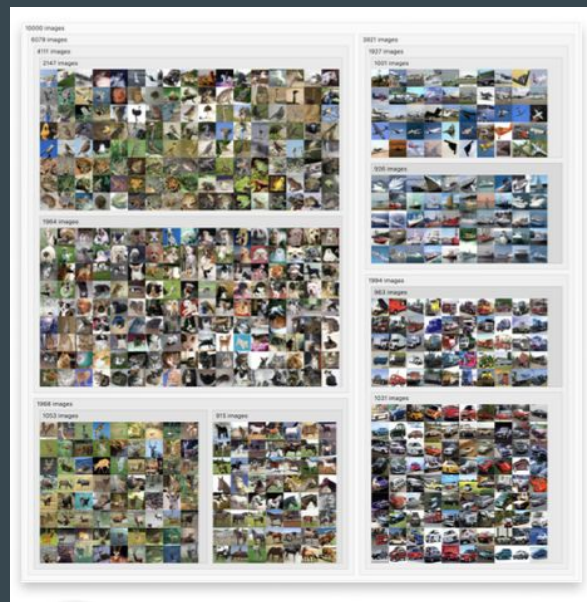 10000 images
6079 images
4111 images
2147 images
1964 images
1968 images
1053 images
915 images
3921 images
1927 images
1001 images
926 images
1994 images
963 images
1031 images